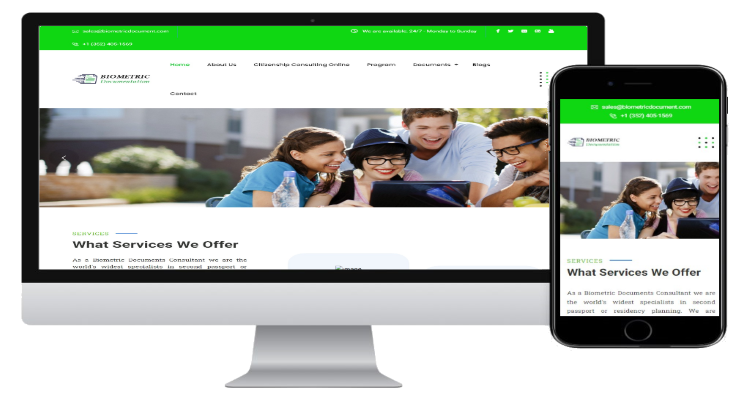 sales@biometricdocument.com
We are available, 24/7 Monday to Sunday
+1 (352) 405-1569
Home About Us Citizenship Consulting Online Program Documents Blogs
BIOMETRIC
Documentation
Contact
SERVICES
What Services We Offer
As a Biometric Documents Consultant we are the
world's widest specialists in second passport or
image
sales@biometricdocument.com
+1 (352) 405-1569
BIOMETRIC
Documentation
SERVICES
What Services We Offer
As a Biometric Documents Consultant we are
the world's widest specialists in second
passport or residency planning. We are